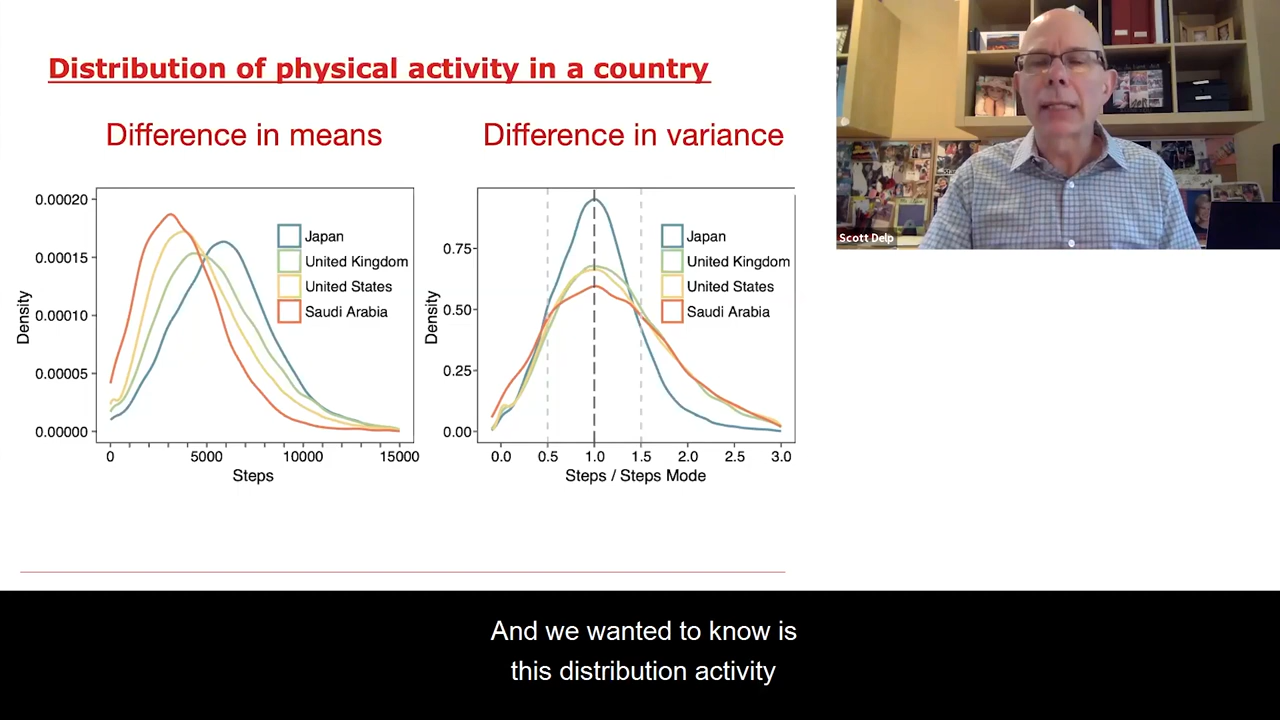 Distribution of physical activity in a country
Difference in means
Difference in variance
0.00020
0.00015
0.00010
0.00005
0.00000
Density
0
5000
10000
15000
Steps
Japan
United Kingdom
United States
Saudi Arabia
0.75
0.50
0.25
0.00
Density
0.0
0.5
1.0
1.5
2.0
2.5
3.0
Steps / Steps Mode
Japan
United Kingdom
United States
Saudi Arabia
Scott Delp
And we wanted to know is
this distribution activity